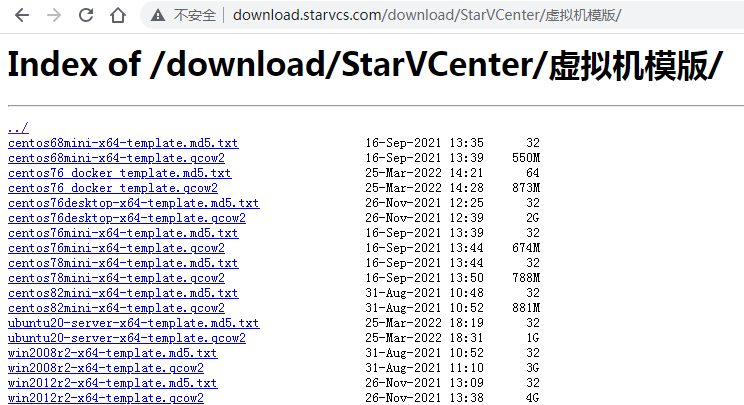 不安全 | download.starvcs.com/download/StarVCenter/虚拟机模版/
Index of /download/StarVCenter/虚拟机模版/
../
centos68mini-x64-template.md5.txt 16-Sep-2021 13:35 32
centos68mini-x64-template.qcow2 16-Sep-2021 13:39 550M
centos76_docker_template.md5.txt 25-Mar-2022 14:21 64
centos76_docker_template.qcow2 25-Mar-2022 14:28 873M
centos76desktop-x64-template.md5.txt 26-Nov-2021 12:25 32
centos76desktop-x64-template.qcow2 26-Nov-2021 12:39 2G
centos76mini-x64-template.md5.txt 16-Sep-2021 13:39 32
centos76mini-x64-template.qcow2 16-Sep-2021 13:44 674M
centos78mini-x64-template.md5.txt 16-Sep-2021 13:44 32
centos78mini-x64-template.qcow2 16-Sep-2021 13:50 788M
centos82mini-x64-template.md5.txt 31-Aug-2021 10:48 32
centos82mini-x64-template.qcow2 31-Aug-2021 10:52 881M
ubuntu20-server-x64-template.md5.txt 25-Mar-2022 18:19 32
ubuntu20-server-x64-template.qcow2 25-Mar-2022 18:31 1G
win2008r2-x64-template.md5.txt 31-Aug-2021 10:52 32
win2008r2-x64-template.qcow2 31-Aug-2021 11:10 3G
win2012r2-x64-template.md5.txt 26-Nov-2021 13:09 32
win2012r2-x64-template.qcow2 26-Nov-2021 13:38 4G